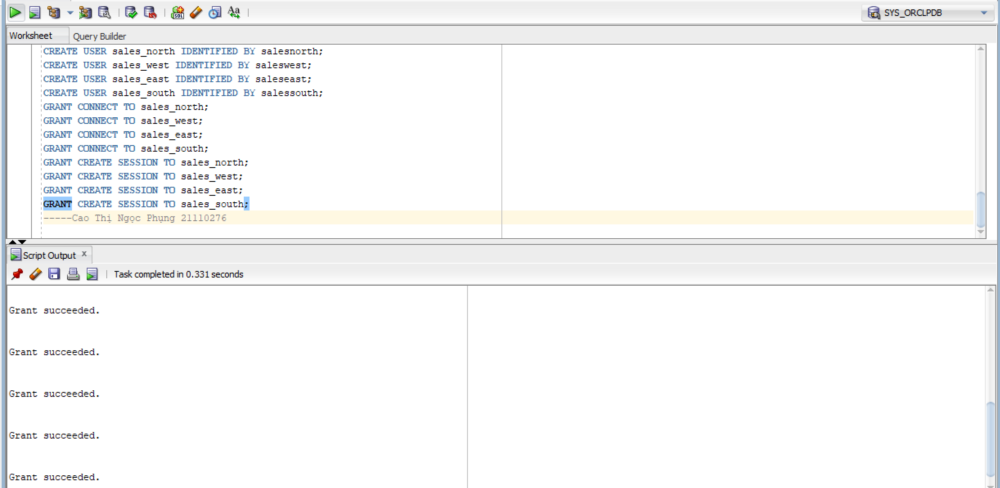 SYS_ORCLPDB
Worksheet Query Builder
CREATE USER sales_north IDENTIFIED BY salesnorth;
CREATE USER sales_west IDENTIFIED BY saleswest;
CREATE USER sales_east IDENTIFIED BY saleseast;
CREATE USER sales_south IDENTIFIED BY salessouth;
GRANT CONNECT TO sales_north;
GRANT CONNECT TO sales_west;
GRANT CONNECT TO sales_east;
GRANT CONNECT TO sales_south;
GRANT CREATE SESSION TO sales_north;
GRANT CREATE SESSION TO sales_west;
GRANT CREATE SESSION TO sales_east;
GRANT CREATE SESSION TO sales_south;
-----Cao Thị Ngọc Phụng 21110276
Script Output x
Task completed in 0.331 seconds
Grant succeeded.
Grant succeeded.
Grant succeeded.
Grant succeeded.
Grant succeeded.